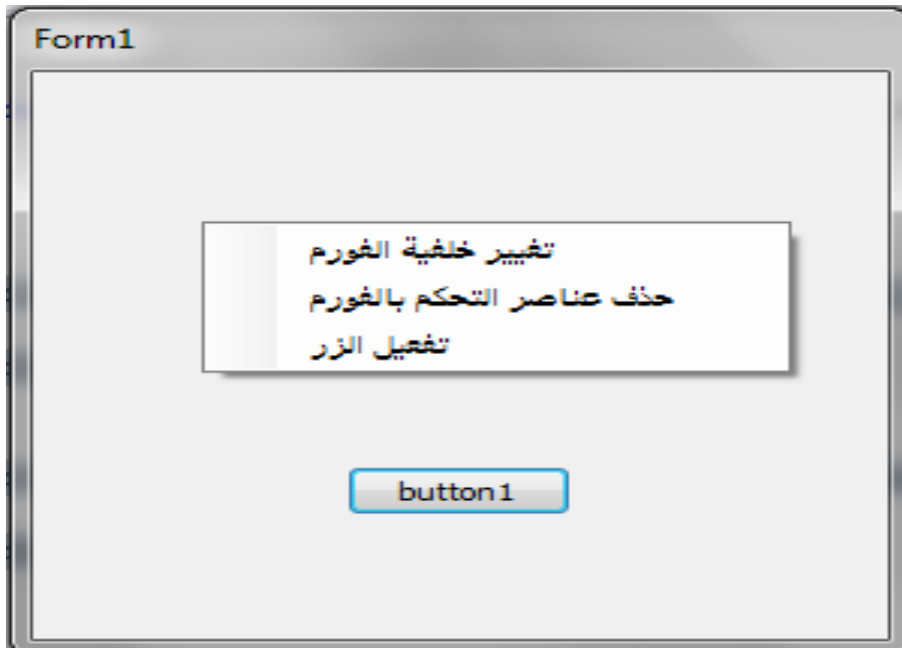 Form1
تغيير خلفية الفورم
حذف عناصر التحكم بالفورم
تفعيل الزر
button1